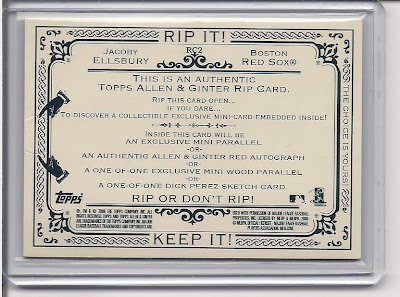 RIP IT!
JACOBY ELLSBURY
RC2
BOSTON RED SOX®
THIS IS AN AUTHENTIC
TOPPS ALLEN & GINTER RIP CARD.
RIP THIS CARD OPEN...
IF YOU DARE...
TO DISCOVER A COLLECTIBLE EXCLUSIVE MINI-CARD EMBEDDED INSIDE!
INSIDE THIS CARD WILL BE
AN EXCLUSIVE MINI PARALLEL
-OR-
AN AUTHENTIC ALLEN & GINTER RED AUTOGRAPH
-OR-
A ONE-OF-ONE EXCLUSIVE MINI WOOD PARALLEL
-OR-
A ONE-OF-ONE DICK PEREZ SKETCH CARD.
RIP OR DON'T RIP!
Topps
KEEP IT!
THE CHOICE IS YOURS!